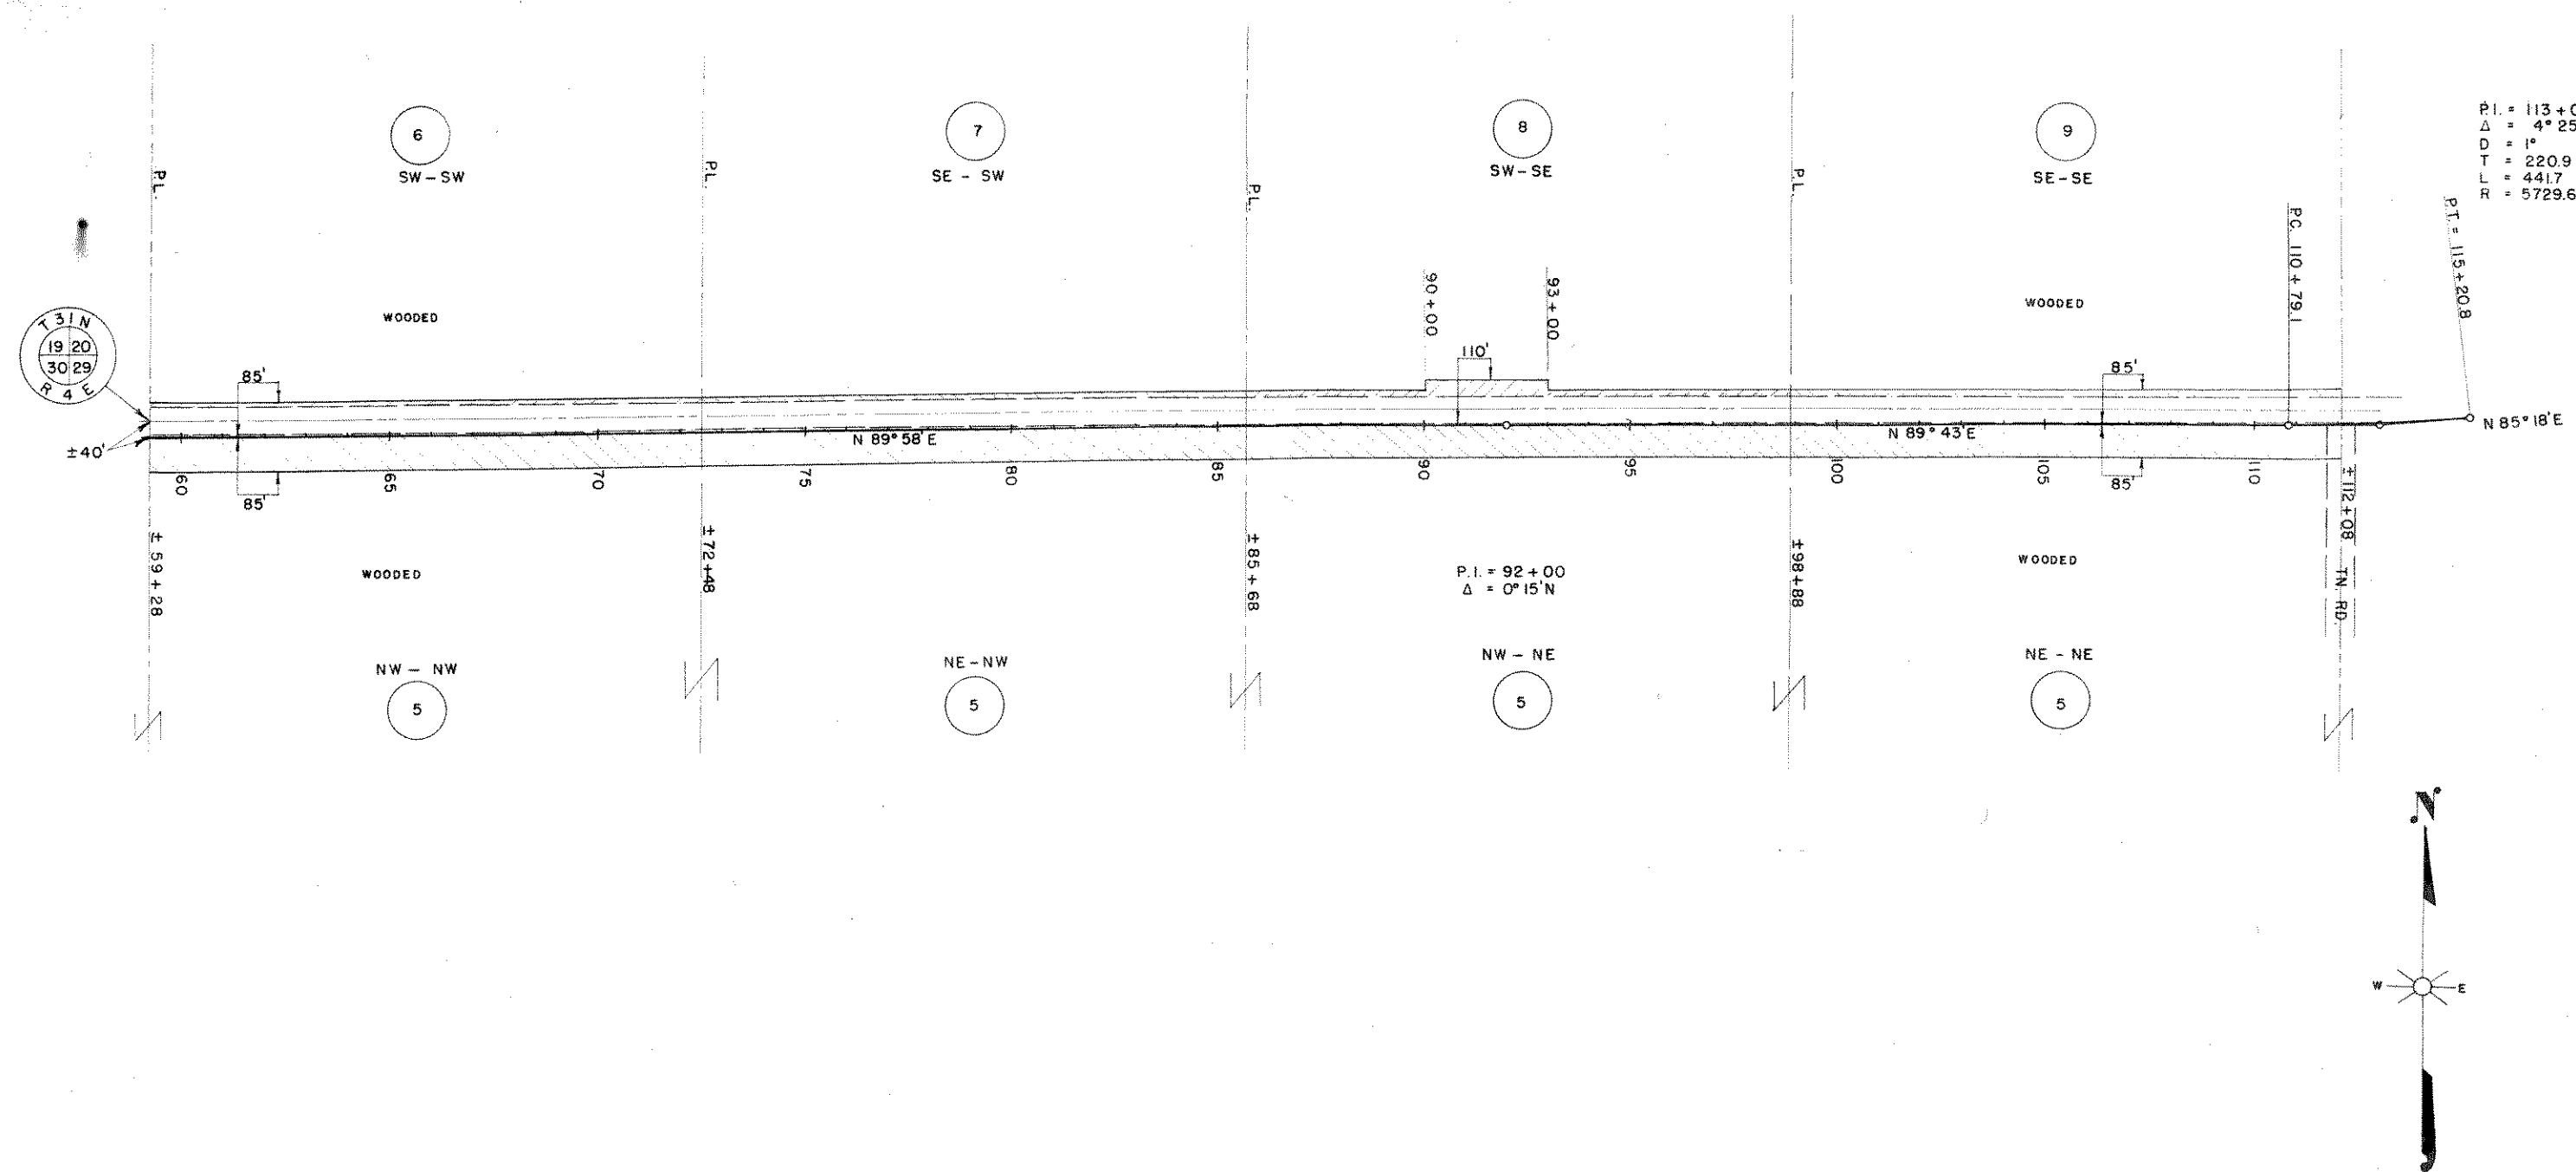 6
SW – SW
7
SE - SW
8
SW – SE
9
SE – SE
P.I. = 113 + 0
Δ = 4° 25
D = 1°
T = 220.9
L = 441.7
R = 5729.6
P.L.
P.L.
P.L.
P.L.
P.C. 110 + 79.1
P.T. = 115 + 20.8
WOODED
90 + 00
93 + 00
WOODED
T 31 N
19 20
30 29
R 4 E
85'
110'
85'
±40'
N 89° 58' E
N 89° 43' E
N 85° 18' E
85'
85'
60
65
70
75
80
85
90
95
100
105
110
± 59 + 28
± 72 + 48
± 85 + 68
± 98 + 88
± 112 + 08
TN. RD.
WOODED
P.I. = 92 + 00
Δ = 0° 15' N
WOODED
NW – NW
5
NE – NW
5
NW – NE
5
NE – NE
5
N
W
E